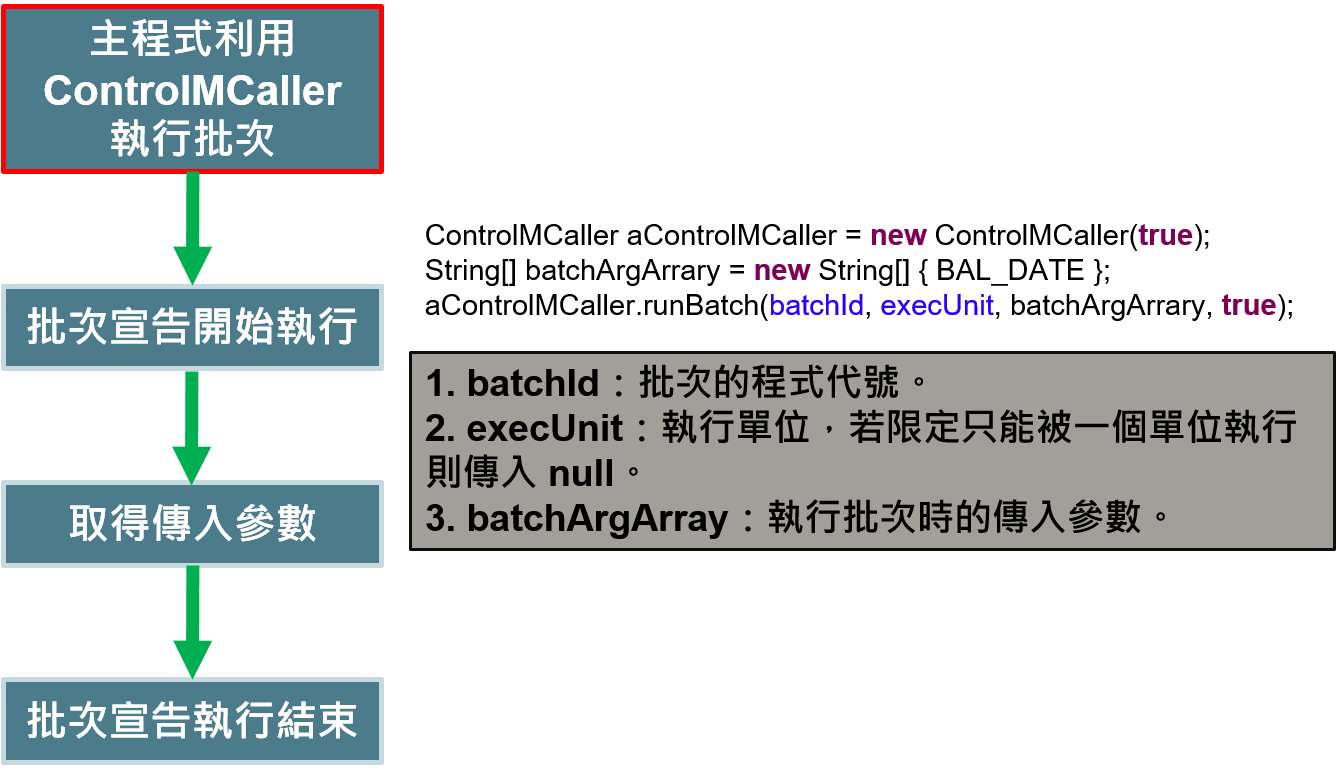 主程式利用
ControlMCaller
執行批次
批次宣告開始執行
取得傳入參數
批次宣告執行結束
ControlMCaller aControlMCaller = new ControlMCaller(true);
String[] batchArgArrary = new String[] { BAL_DATE };
aControlMCaller.runBatch(batchId, execUnit, batchArgArrary, true);
1. batchId：批次的程式代號。
2. execUnit：執行單位，若限定只能被一個單位執行
則傳入 null。
3. batchArgArray：執行批次時的傳入參數。